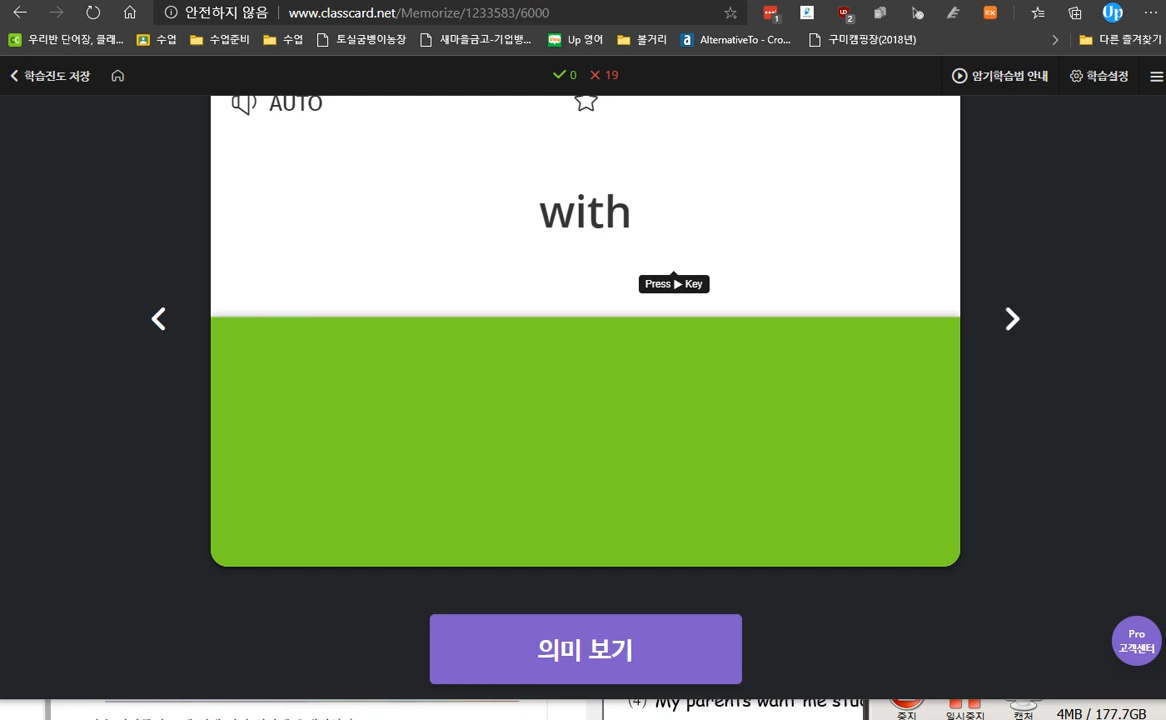 안전하지 않음 www.classcard.net/Memorize/1233583/6000
우리반 단어장, 클래... 수업 수업준비 수업 토실굼벵이농장 새마을금고-기업뱅... Up 영어 볼거리 AlternativeTo - Cro... 구미캠핑장(2018년) 다른 즐겨찾기
학습진도 저장 0 19 암기학습법 안내 학습설정
AUTO
with
Press ▶ Key
의미 보기
Pro
고객센터
(4) My parents want me
중지 일시중지 캡처 4MB / 177.7GB